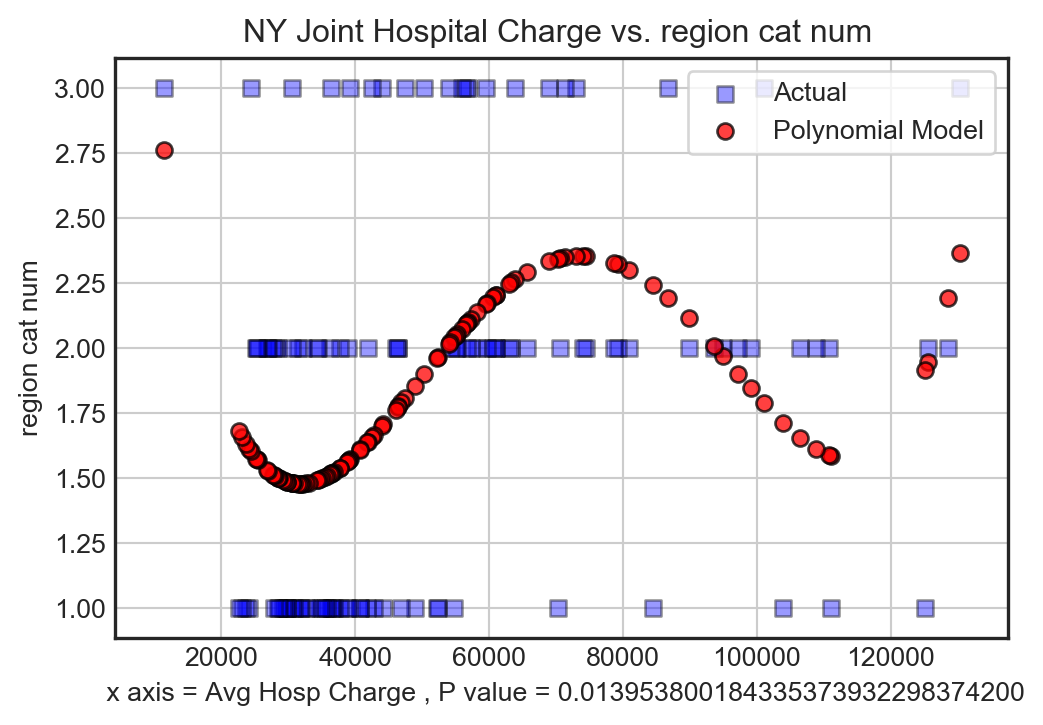 NY Joint Hospital Charge vs. region cat num
3.00
2.75
2.50
2.25
2.00
1.75
1.50
1.25
1.00
region cat num
Actual
Polynomial Model
20000 40000 60000 80000 100000 120000
x axis = Avg Hosp Charge , P value = 0.013953800184335373932298374200